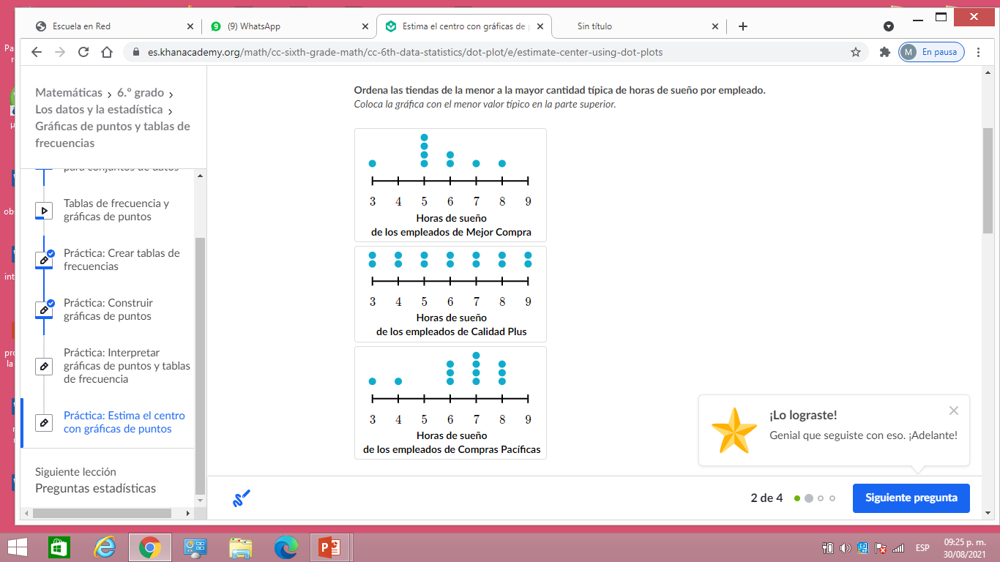 Escuela en Red
(9) WhatsApp
Estima el centro con gráficas de
Sin título
es.khanacademy.org/math/cc-sixth-grade-math/cc-6th-data-statistics/dot-plot/e/estimate-center-using-dot-plots
M
En pausa
Matemáticas > 6.º grado >
Los datos y la estadística >
Gráficas de puntos y tablas de
frecuencias
para conjuntos de datos
Tablas de frecuencia y
gráficas de puntos
Práctica: Crear tablas de
frecuencias
Práctica: Construir
gráficas de puntos
Práctica: Interpretar
gráficas de puntos y tablas
de frecuencia
Práctica: Estima el centro
con gráficas de puntos
Siguiente lección
Preguntas estadísticas
Ordena las tiendas de la menor a la mayor cantidad típica de horas de sueño por empleado.
Coloca la gráfica con el menor valor típico en la parte superior.
3 4 5 6 7 8 9
Horas de sueño
de los empleados de Mejor Compra
3 4 5 6 7 8 9
Horas de sueño
de los empleados de Calidad Plus
3 4 5 6 7 8 9
Horas de sueño
de los empleados de Compras Pacíficas
¡Lo lograste!
Genial que seguiste con eso. ¡Adelante!
2 de 4
Siguiente pregunta
ESP
09:25 p. m.
30/08/2021